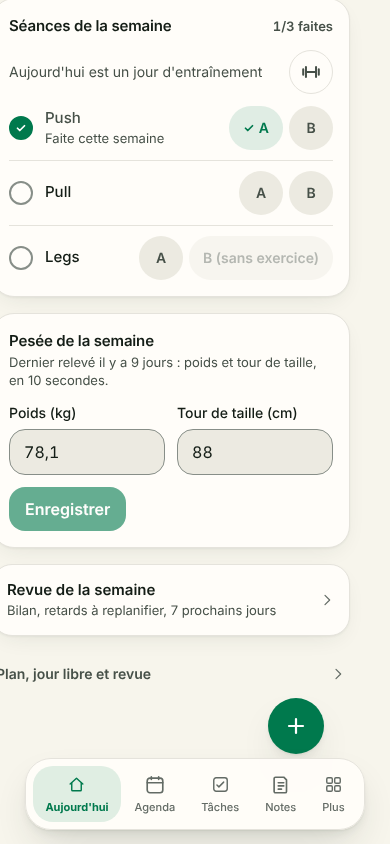 Séances de la semaine
1/3 faites
Aujourd'hui est un jour d'entraînement
Push
Faite cette semaine
A
B
Pull
A
B
Legs
A
B (sans exercice)
Pesée de la semaine
Dernier relevé il y a 9 jours : poids et tour de taille,
en 10 secondes.
Poids (kg)
Tour de taille (cm)
78,1
88
Enregistrer
Revue de la semaine
Bilan, retards à replanifier, 7 prochains jours
Plan, jour libre et revue
Aujourd'hui
Agenda
Tâches
Notes
Plus